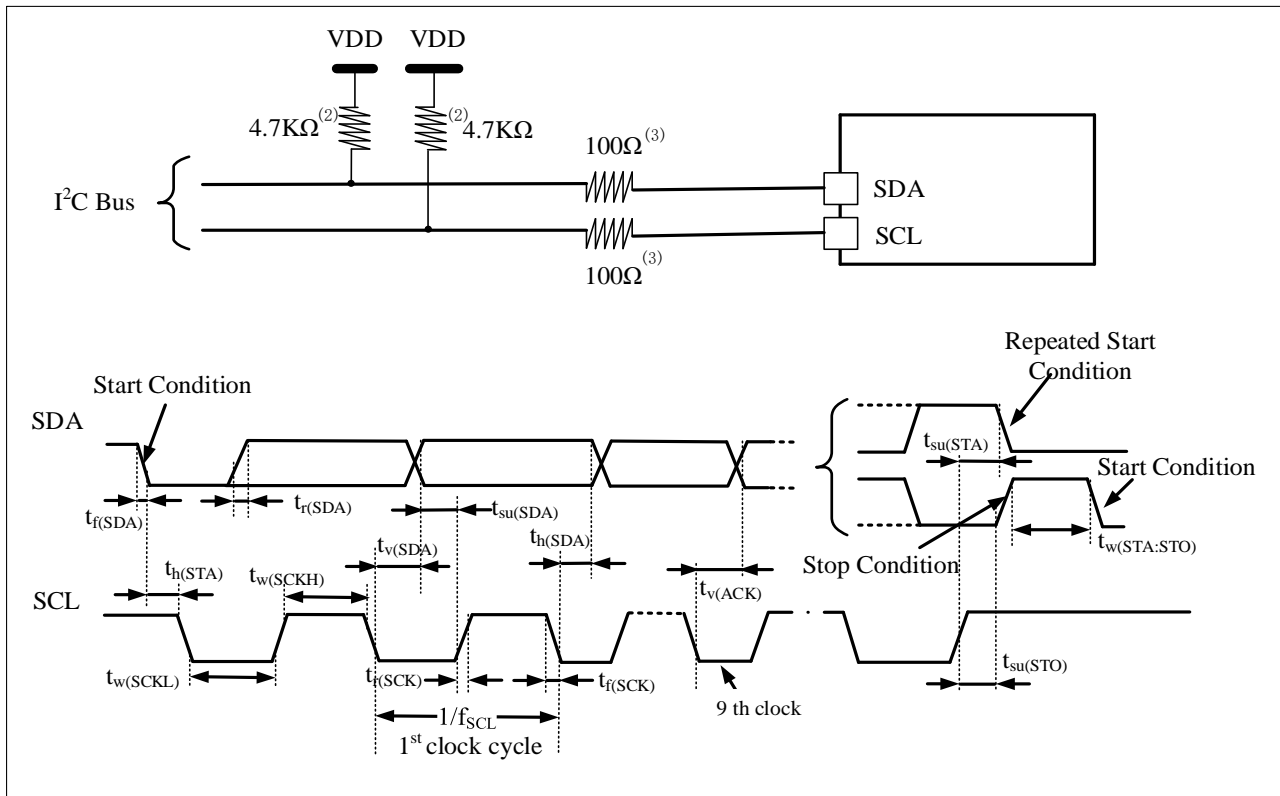 VDD VDD
4.7KΩ(2) (2)4.7KΩ
100Ω(3)
I2C Bus
SDA
SCL
100Ω(3)
Repeated Start
Condition
Start Condition
SDA
tsu(STA)
Start Condition
tf(SDA)
tr(SDA)
tsu(SDA)
tv(SDA)
th(SDA)
tw(STA:STO)
Stop Condition
th(STA)
tw(SCKH)
tv(ACK)
SCL
tw(SCKL)
tr(SCK)
tf(SCK)
tsu(STO)
9 th clock
1/fSCL
1st clock cycle